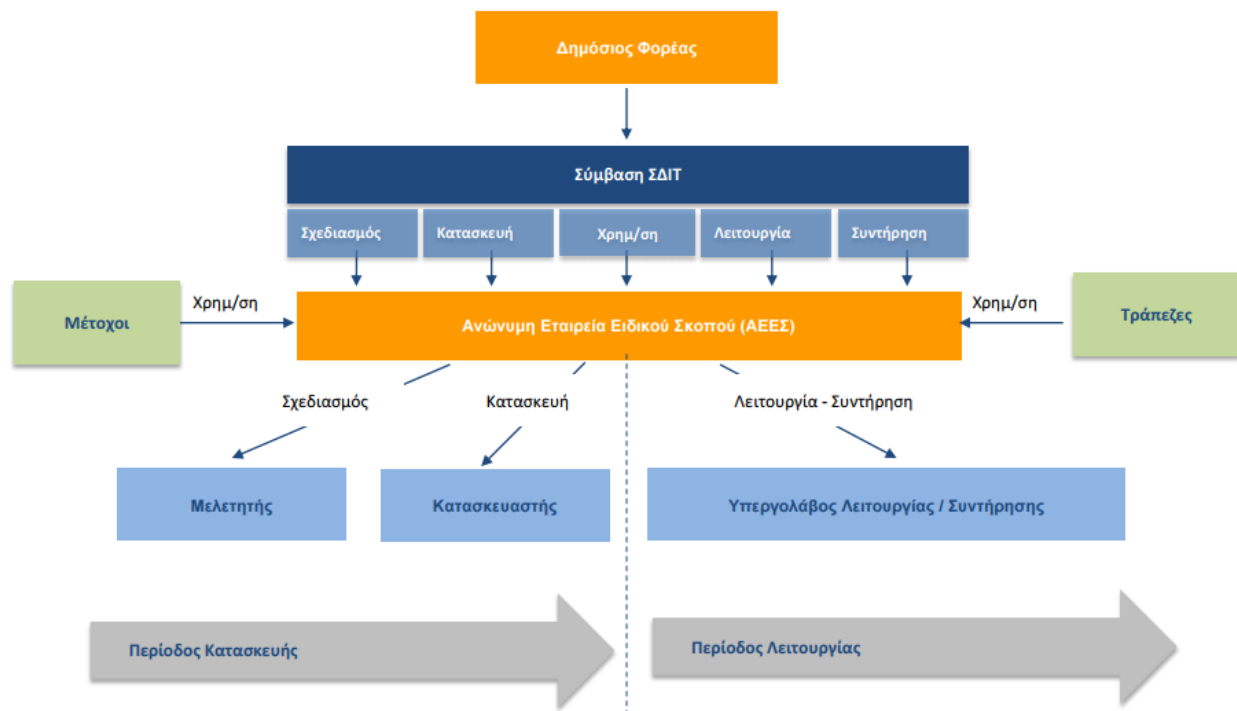 Δημόσιος Φορέας
Σύμβαση ΣΔΙΤ
Σχεδιασμός
Κατασκευή
Χρημ/ση
Λειτουργία
Συντήρηση
Μέτοχοι
Χρημ/ση
Ανώνυμη Εταιρεία Ειδικού Σκοπού (ΑΕΕΣ)
Χρημ/ση
Τράπεζες
Σχεδιασμός
Κατασκευή
Λειτουργία - Συντήρηση
Μελετητής
Κατασκευαστής
Υπεργολάβος Λειτουργίας / Συντήρησης
Περίοδος Κατασκευής
Περίοδος Λειτουργίας